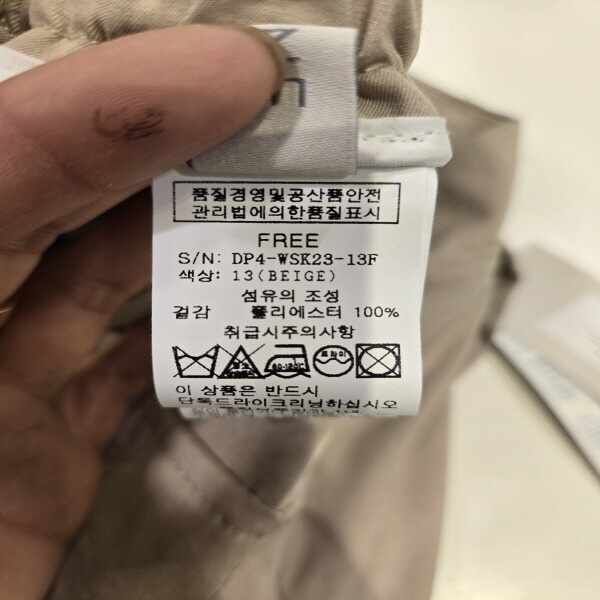 품질경영및공산품안전
관리법에의한품질표시
FREE
S/N: DP4-WSK23-13F
색상: 13(BEIGE)
섬유의 조성
겉감 폴리에스터 100%
취급시주의사항
드라이
이 상품은 반드시
단독드라이크리닝하십시오